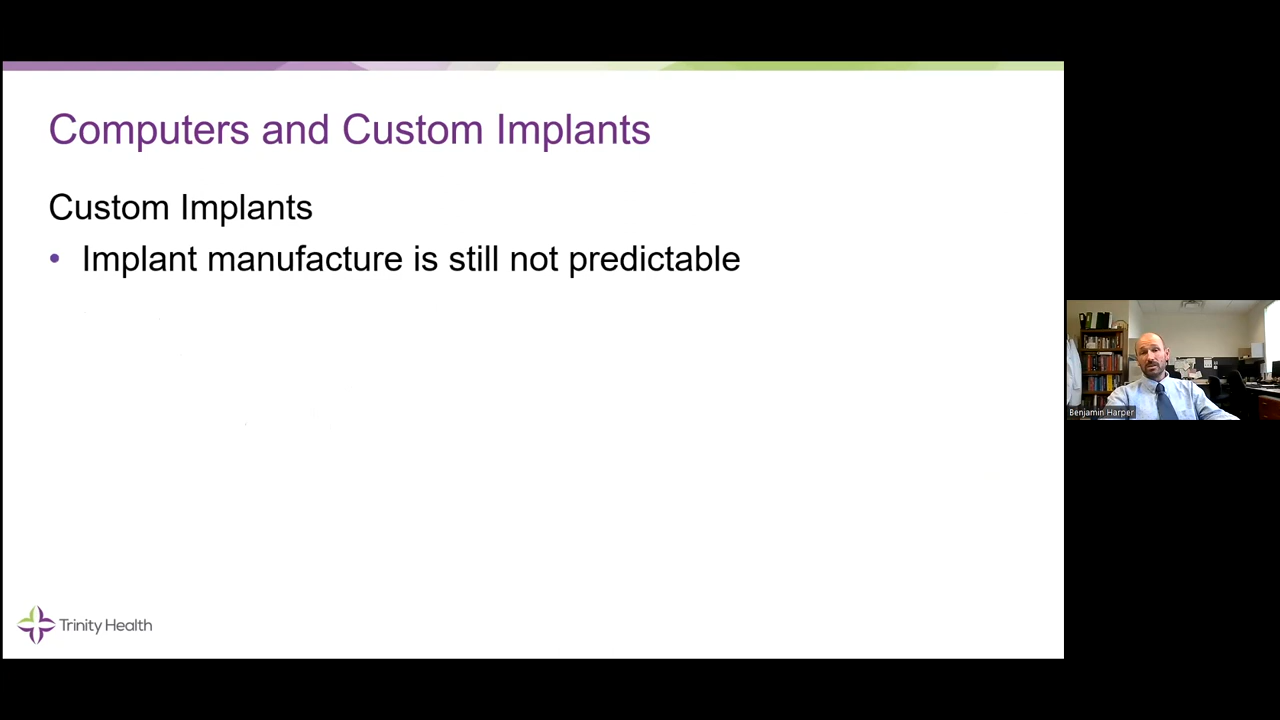 Computers and Custom Implants
Custom Implants
• Implant manufacture is still not predictable
Benjamin Harper
Trinity Health